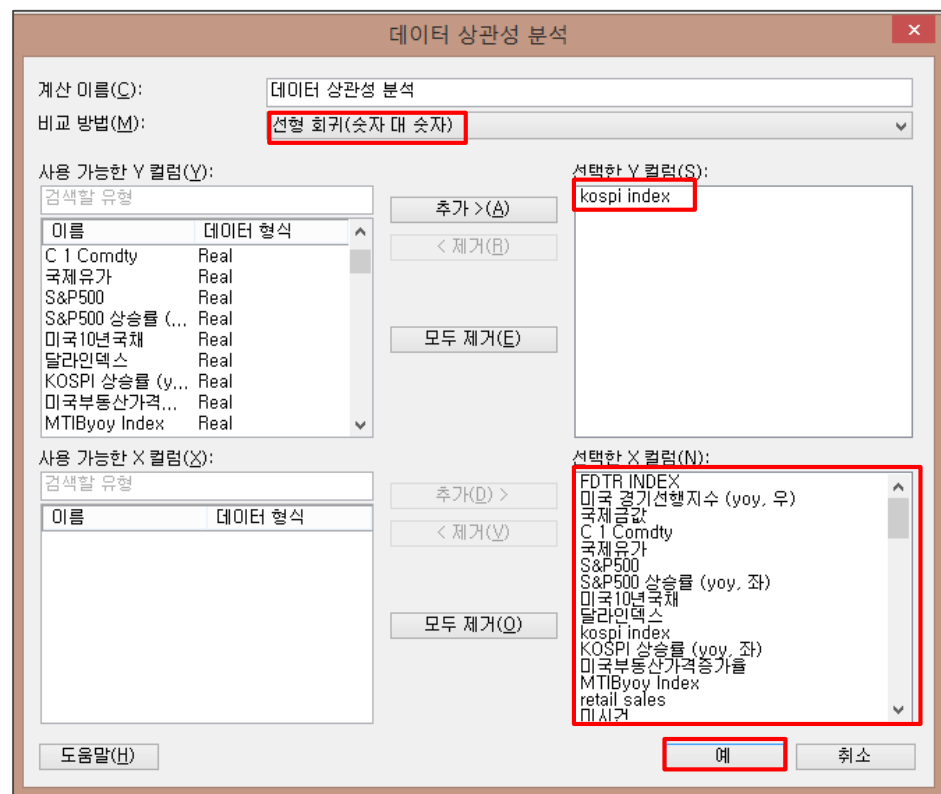 데이터 상관성 분석
계산 이름(C):
데이터 상관성 분석
비교 방법(M):
선형 회귀(숫자 대 숫자)
사용 가능한 Y 컬럼(Y):
검색할 유형
이름 데이터 형식
C 1 Comdty Real
국제유가 Real
S&P500 Real
S&P500 상승률 (... Real
미국10년국채 Real
달라인덱스 Real
KOSPI 상승률 (y... Real
미국부동산가격... Real
MTIByoy Index Real
추가 >(A)
< 제거(R)
모두 제거(E)
선택한 Y 컬럼(S):
kospi index
사용 가능한 X 컬럼(X):
검색할 유형
이름 데이터 형식
추가(D) >
< 제거(V)
모두 제거(O)
선택한 X 컬럼(N):
FDTR INDEX
미국 경기선행지수 (yoy, 우)
국제금값
C 1 Comdty
국제유가
S&P500
S&P500 상승률 (yoy, 좌)
미국10년국채
달라인덱스
kospi index
KOSPI 상승률 (yoy, 좌)
미국부동산가격증가율
MTIByoy Index
retail sales
미시건
도움말(H)
예
취소